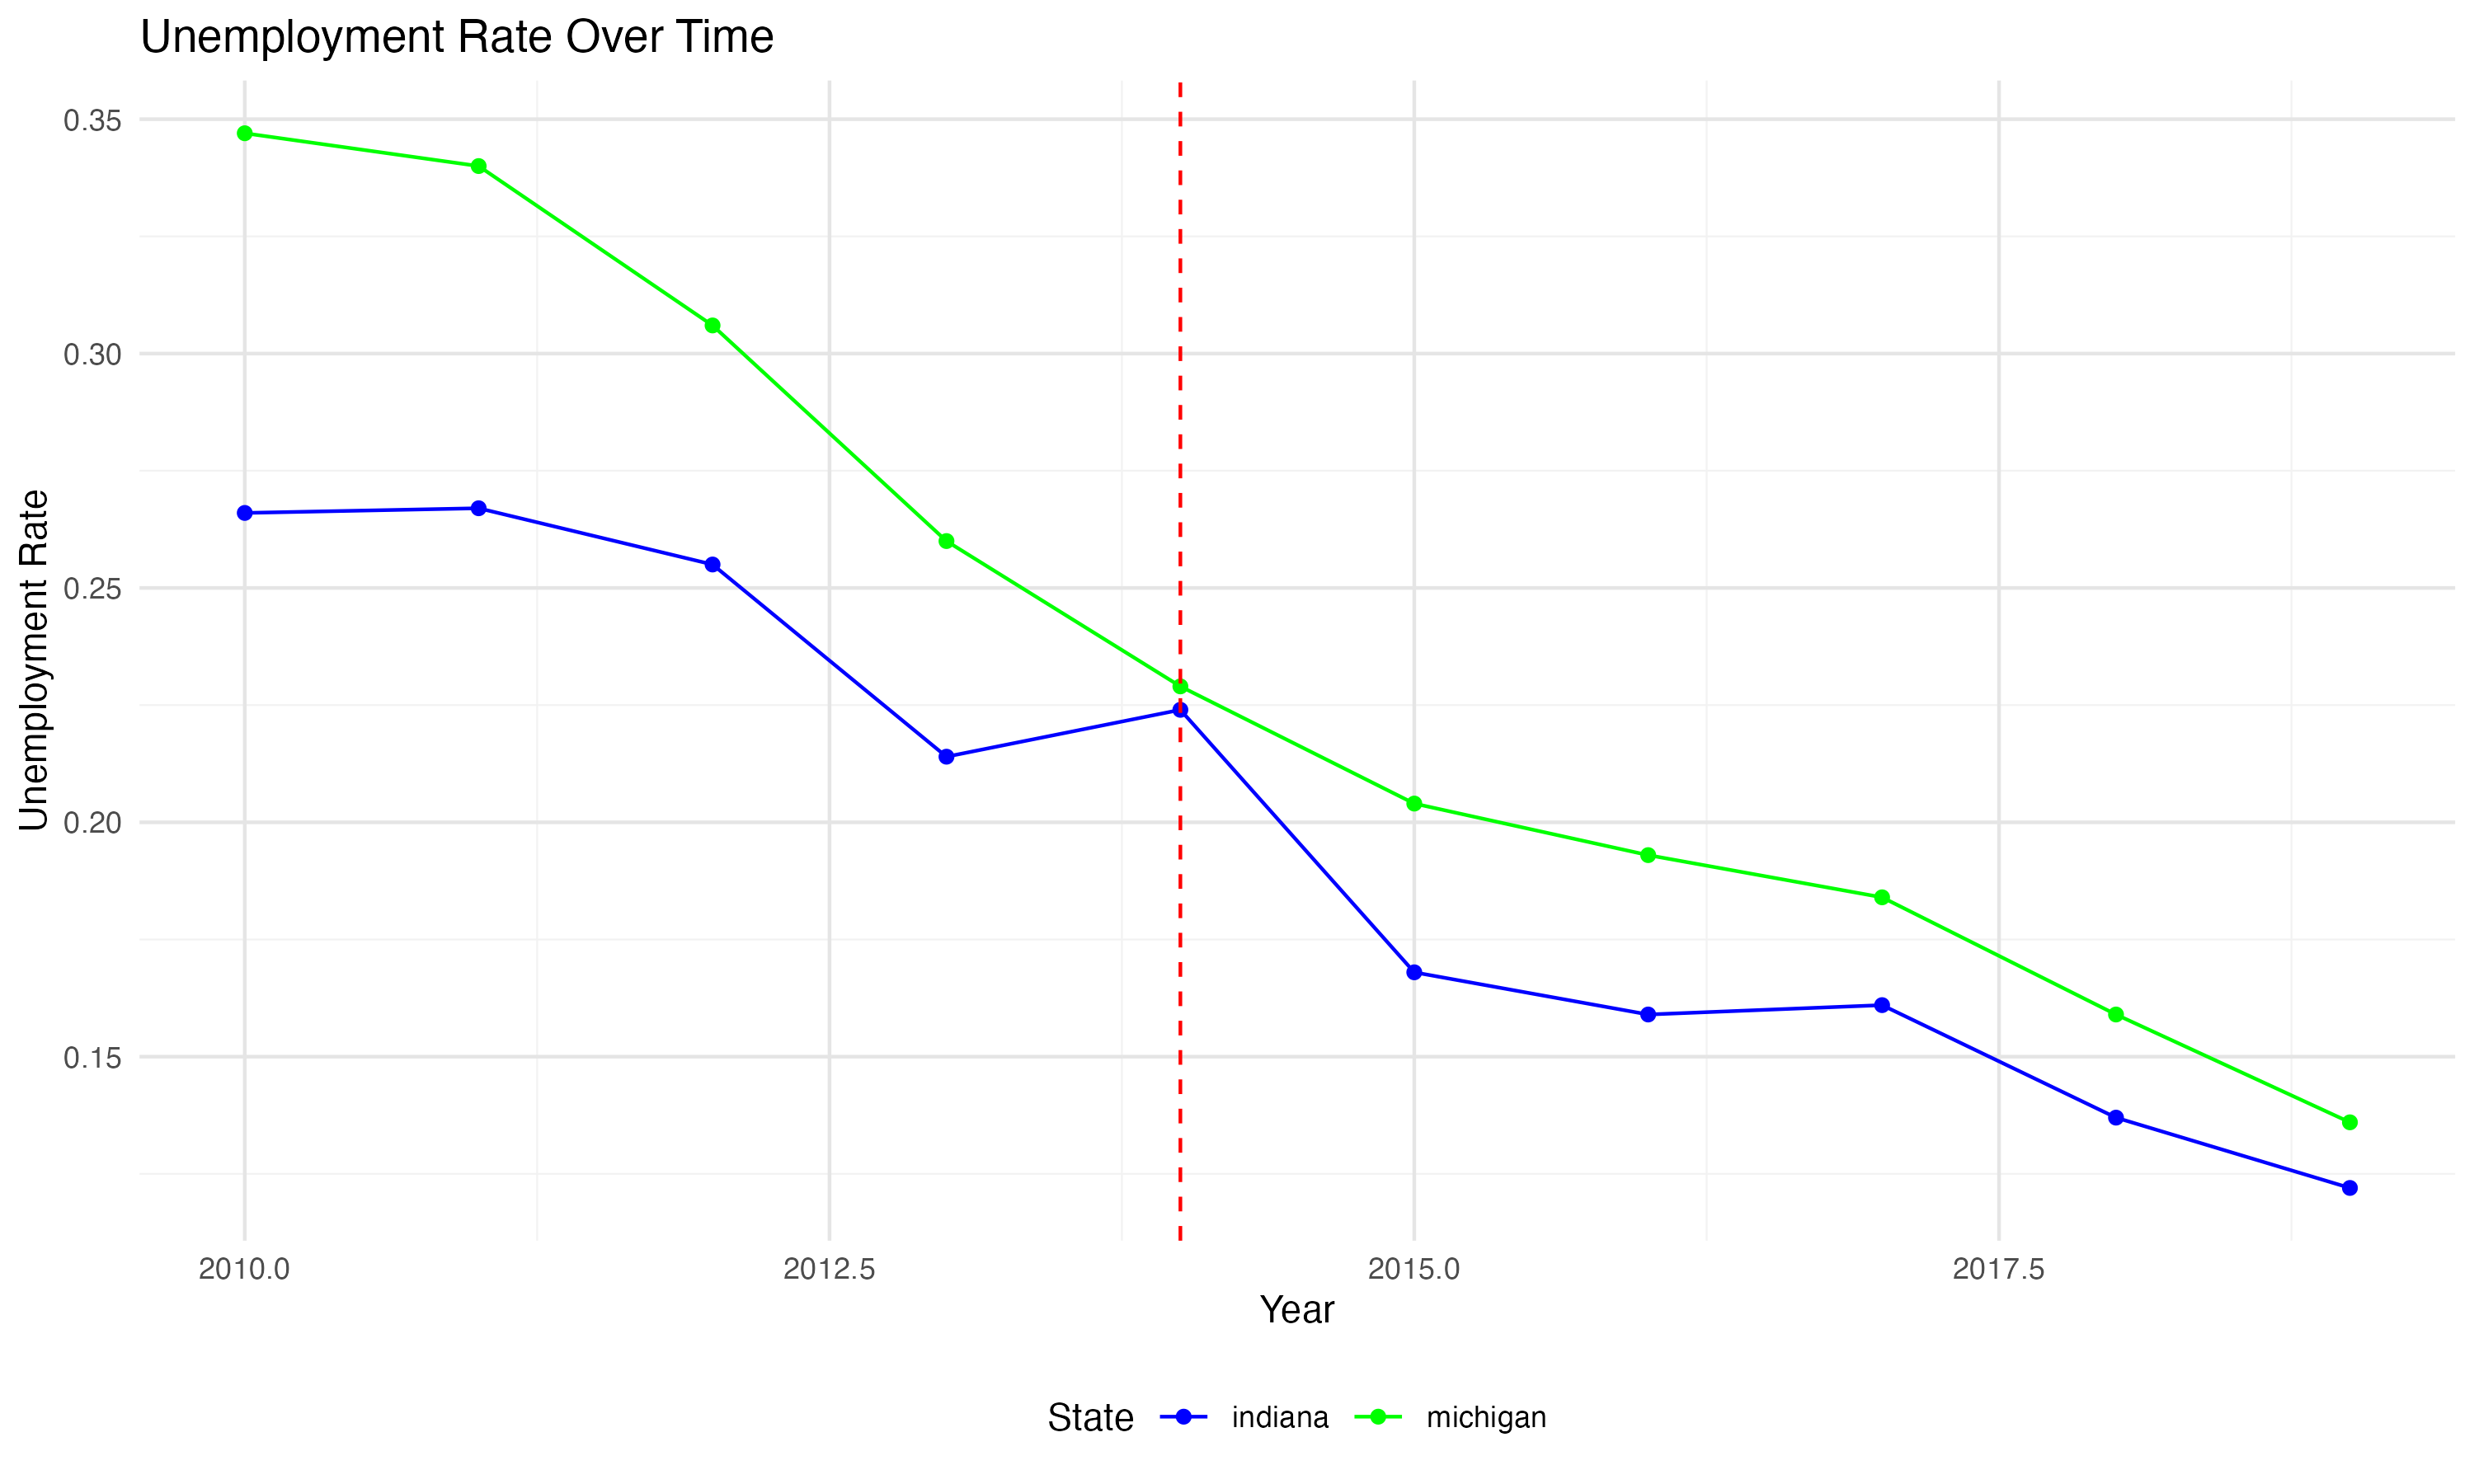 Unemployment Rate Over Time
Unemployment Rate
0.35
0.30
0.25
0.20
0.15
2010.0 2012.5 2015.0 2017.5
Year
State indiana michigan